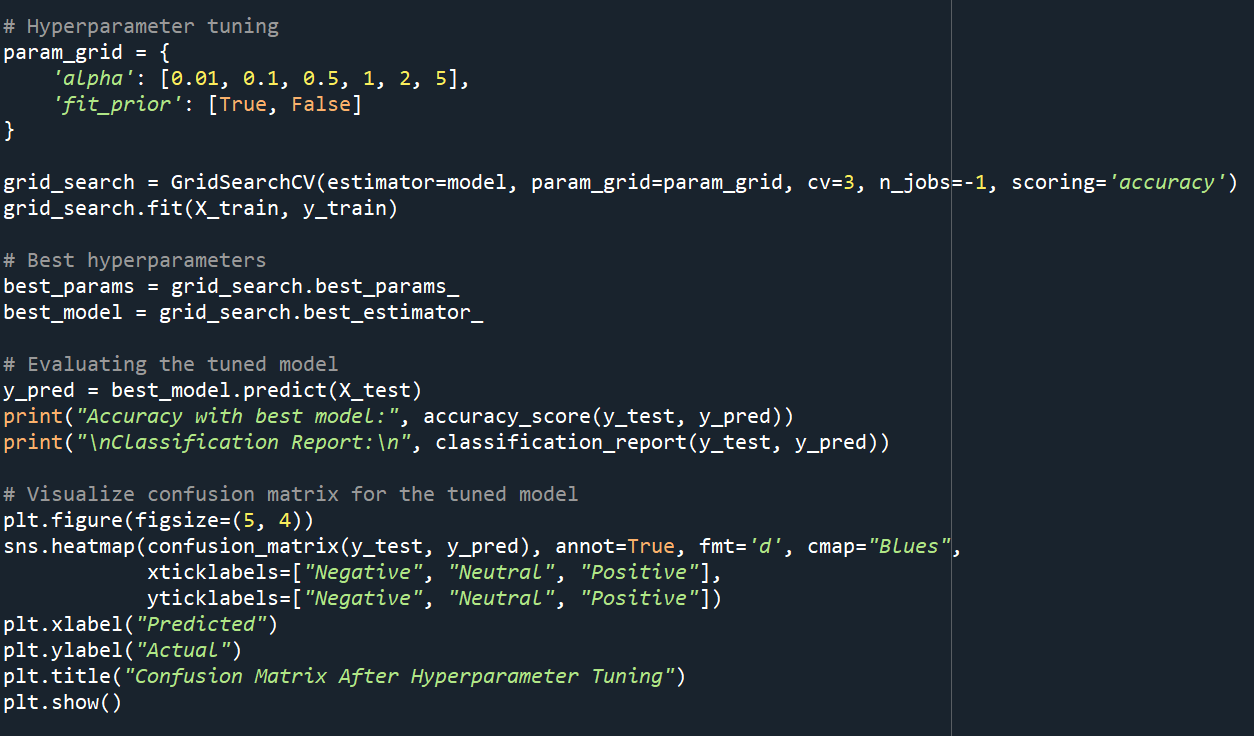 # Hyperparameter tuning
param_grid = {
    'alpha': [0.01, 0.1, 0.5, 1, 2, 5],
    'fit_prior': [True, False]
}

grid_search = GridSearchCV(estimator=model, param_grid=param_grid, cv=3, n_jobs=-1, scoring='accuracy')
grid_search.fit(X_train, y_train)

# Best hyperparameters
best_params = grid_search.best_params_
best_model = grid_search.best_estimator_

# Evaluating the tuned model
y_pred = best_model.predict(X_test)
print("Accuracy with best model:", accuracy_score(y_test, y_pred))
print("\nClassification Report:\n", classification_report(y_test, y_pred))

# Visualize confusion matrix for the tuned model
plt.figure(figsize=(5, 4))
sns.heatmap(confusion_matrix(y_test, y_pred), annot=True, fmt='d', cmap="Blues",
            xticklabels=["Negative", "Neutral", "Positive"],
            yticklabels=["Negative", "Neutral", "Positive"])
plt.xlabel("Predicted")
plt.ylabel("Actual")
plt.title("Confusion Matrix After Hyperparameter Tuning")
plt.show()